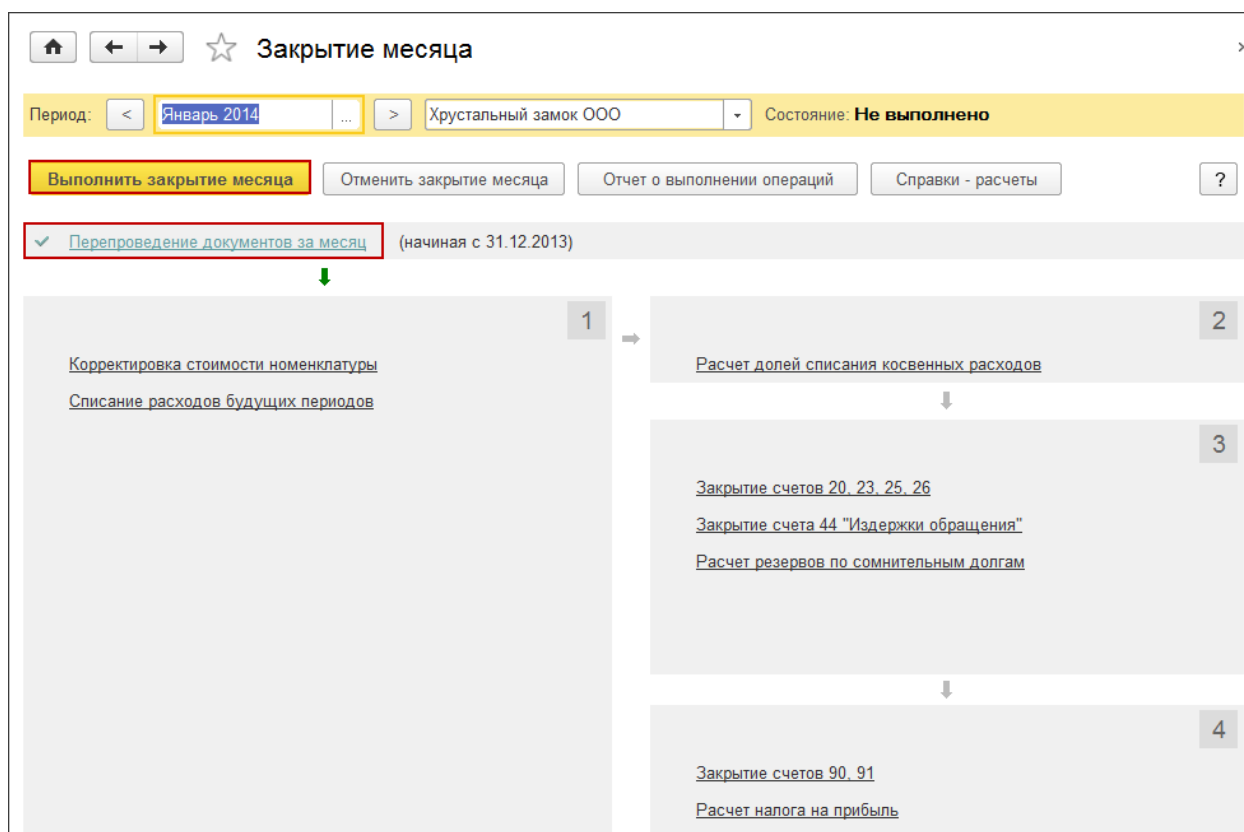 Закрытие месяца
Период: < Январь 2014 ... > Хрустальный замок ООО Состояние: Не выполнено
Выполнить закрытие месяца Отменить закрытие месяца Отчет о выполнении операций Справки - расчеты ?
Перепроведение документов за месяц (начиная с 31.12.2013)
1
Корректировка стоимости номенклатуры
Списание расходов будущих периодов
2
Расчет долей списания косвенных расходов
3
Закрытие счетов 20, 23, 25, 26
Закрытие счета 44 "Издержки обращения"
Расчет резервов по сомнительным долгам
4
Закрытие счетов 90, 91
Расчет налога на прибыль